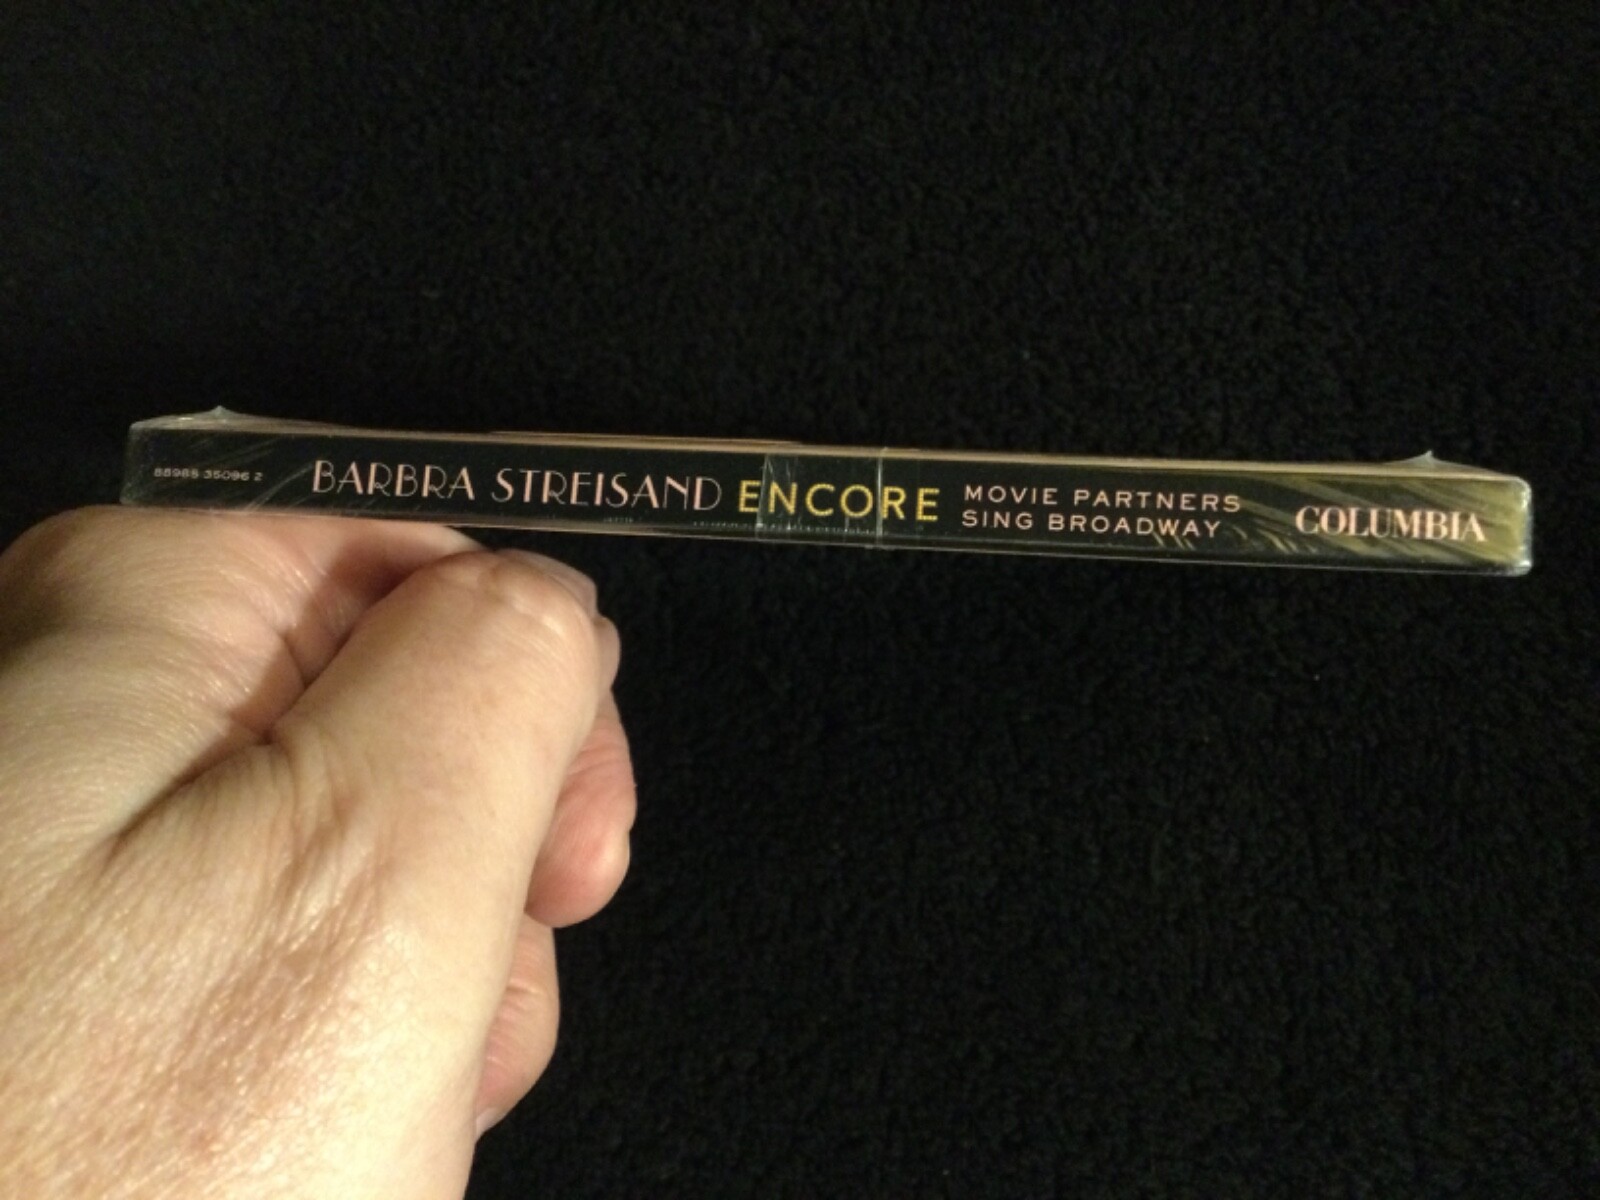 88985 35096 2
BARBRA STREISAND ENCORE
MOVIE PARTNERS
SING BROADWAY
COLUMBIA